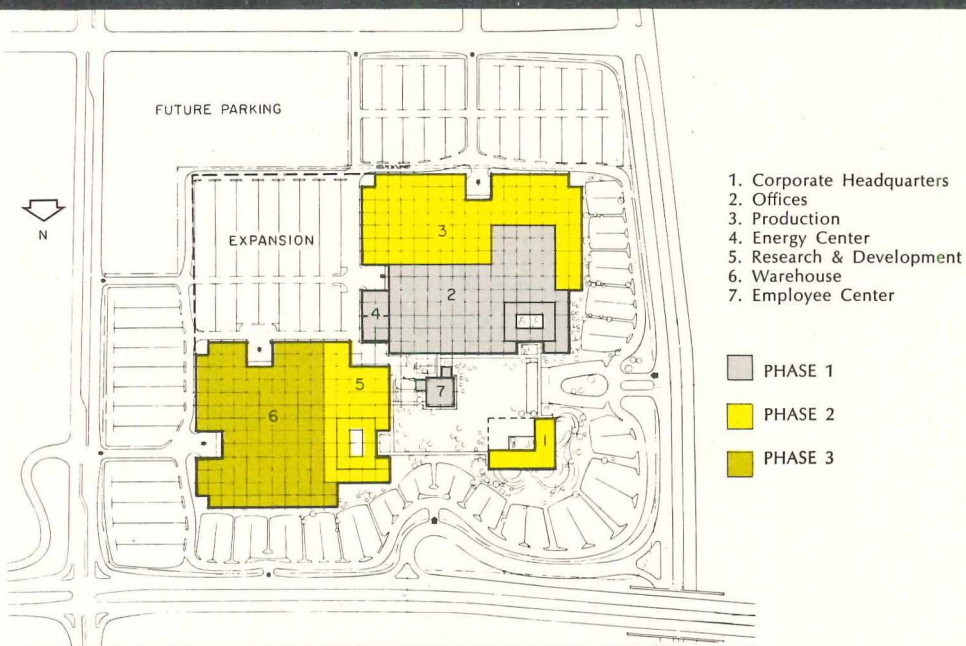 FUTURE PARKING
N
EXPANSION
3
2
4
5
6
7
1
1. Corporate Headquarters
2. Offices
3. Production
4. Energy Center
5. Research & Development
6. Warehouse
7. Employee Center
PHASE 1
PHASE 2
PHASE 3